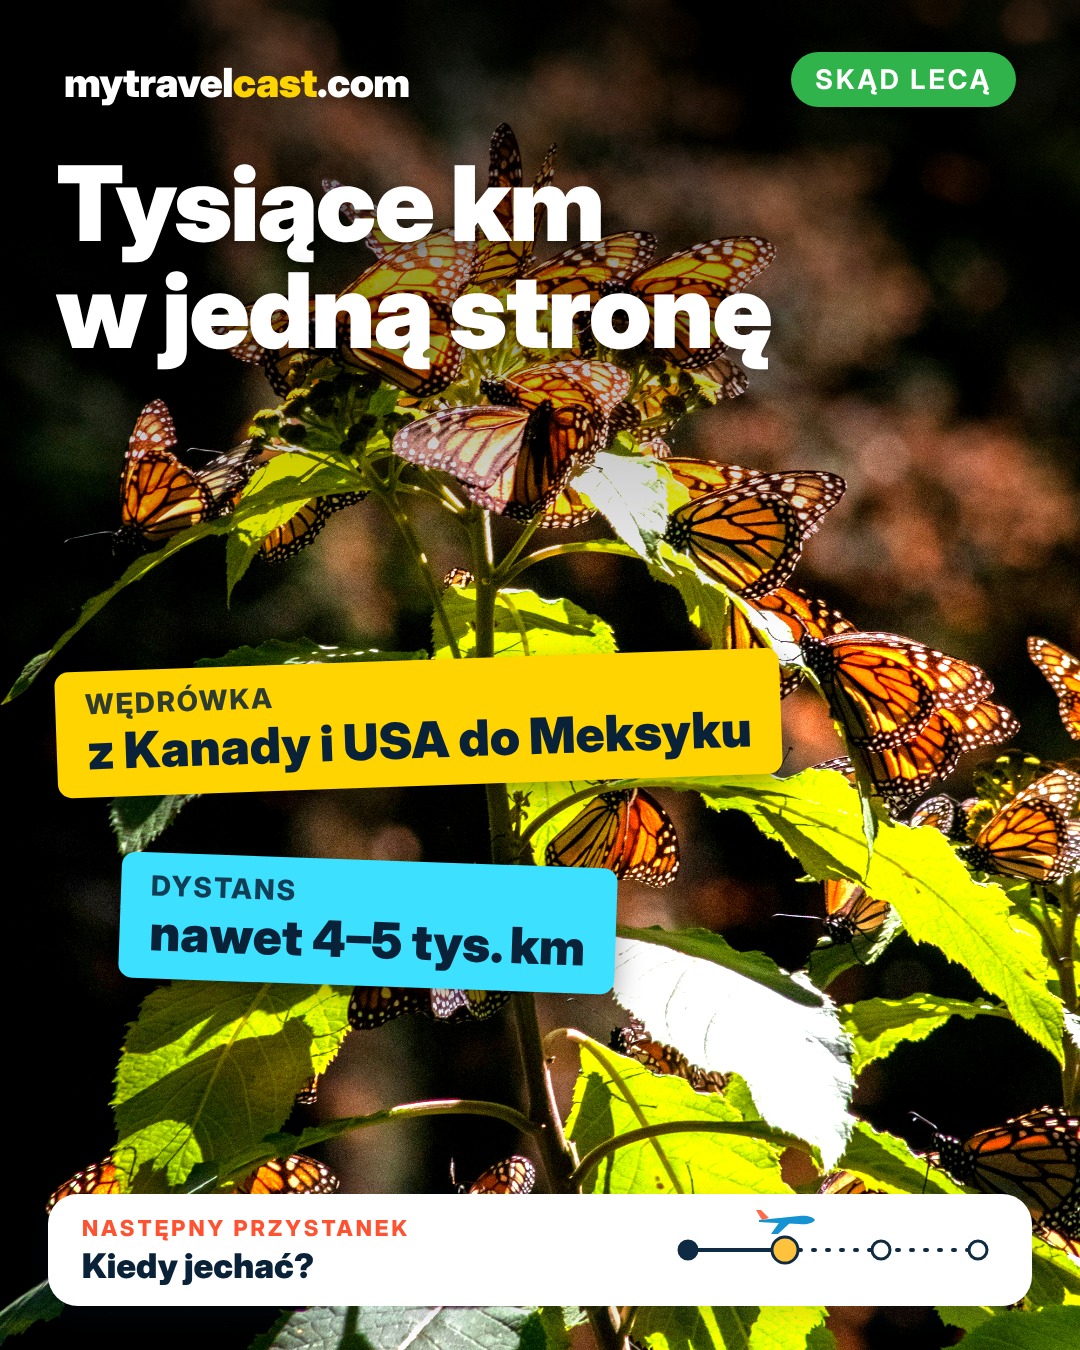 mytravelcast.com
SKĄD LECĄ
Tysiące km
w jedną stronę
WĘDRÓWKA
z Kanady i USA do Meksyku
DYSTANS
nawet 4–5 tys. km
NASTĘPNY PRZYSTANEK
Kiedy jechać?